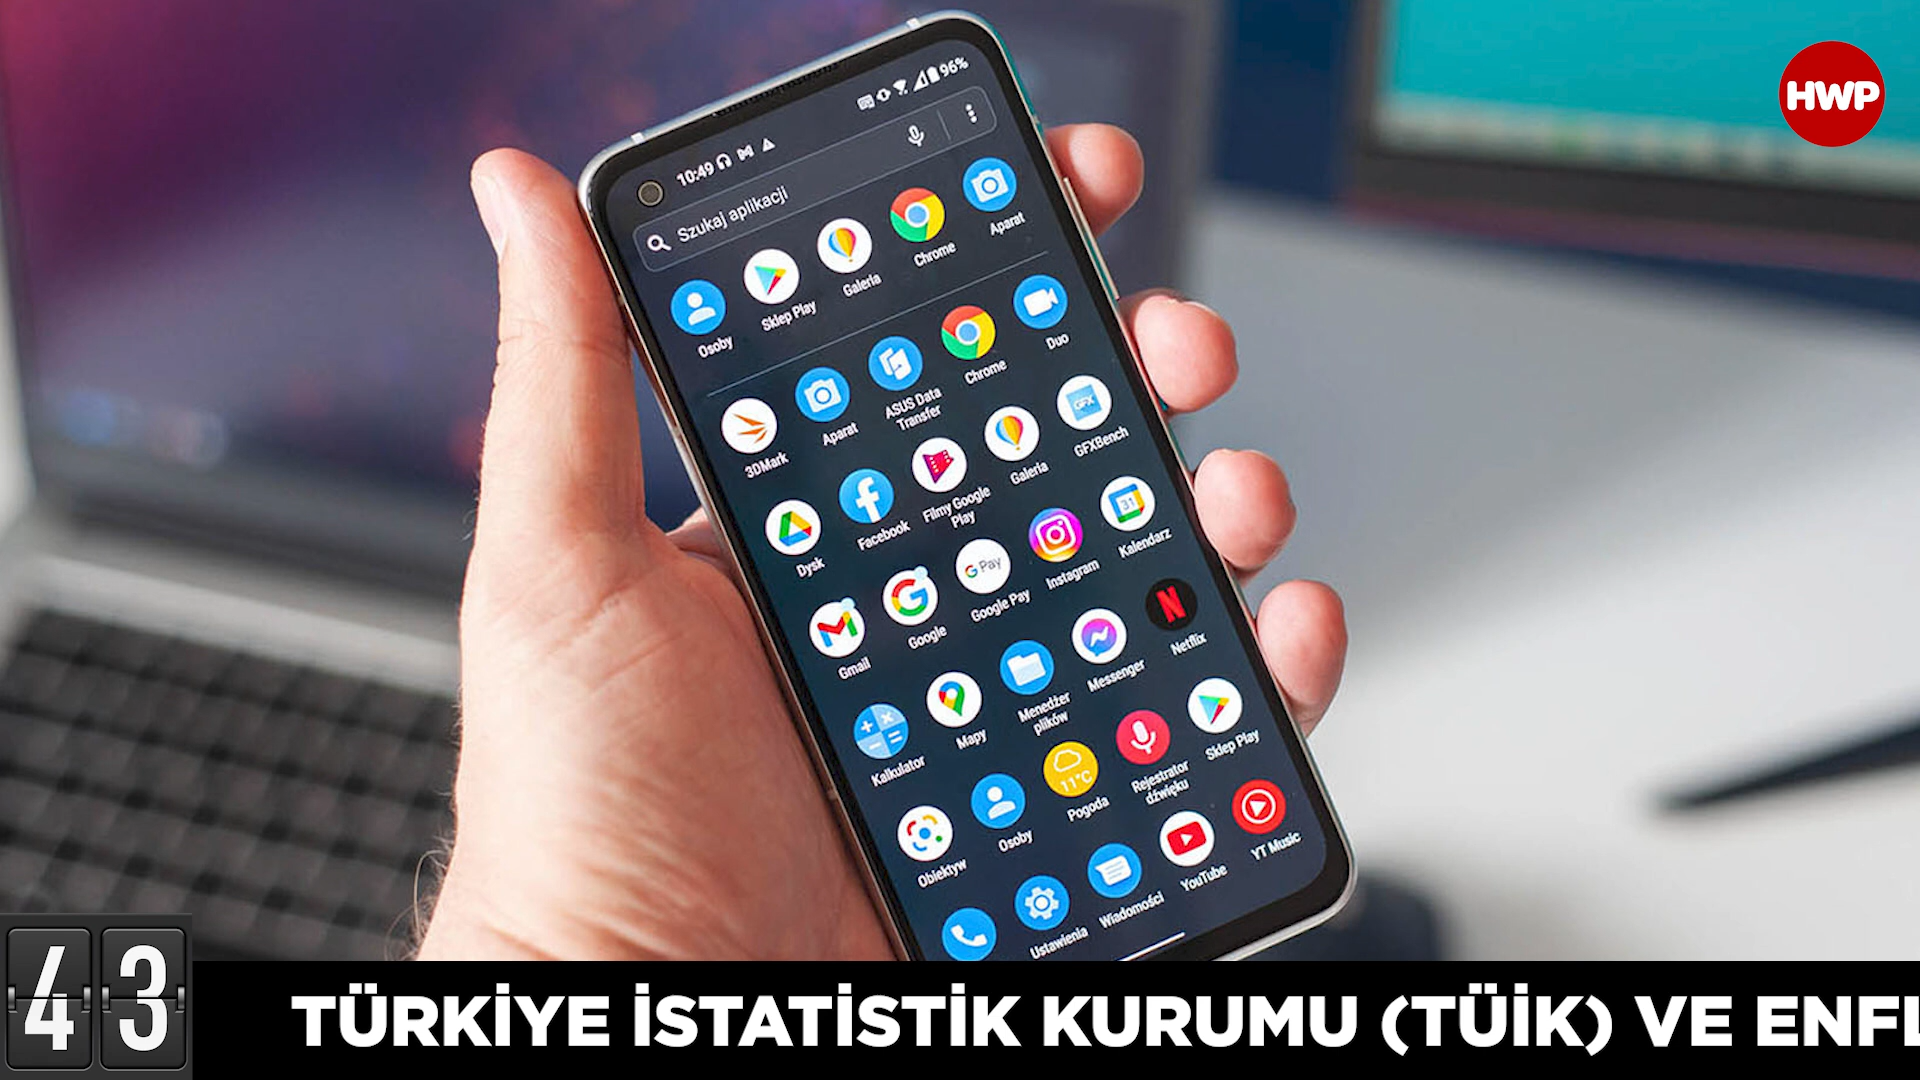 HWP
10:49
96%
Szukaj aplikacji
Osoby
Sklep Play
Galeria
Chrome
Aparat
3DMark
Aparat
ASUS Data
Transfer
Chrome
Duo
Dysk
Facebook
Filmy Google
Play
Galeria
GFX
GFXBench
Gmail
Google
G Pay
Google Pay
Instagram
31
Kalendarz
Kalkulator
Mapy
Menedżer
plików
Messenger
N
Netflix
Obiektyw
Osoby
11°C
Pogoda
Rejestrator
dźwięku
Sklep Play
Ustawienia
Wiadomości
YouTube
YT Music
43
TÜRKİYE İSTATİSTİK KURUMU (TÜİK) VE ENFL